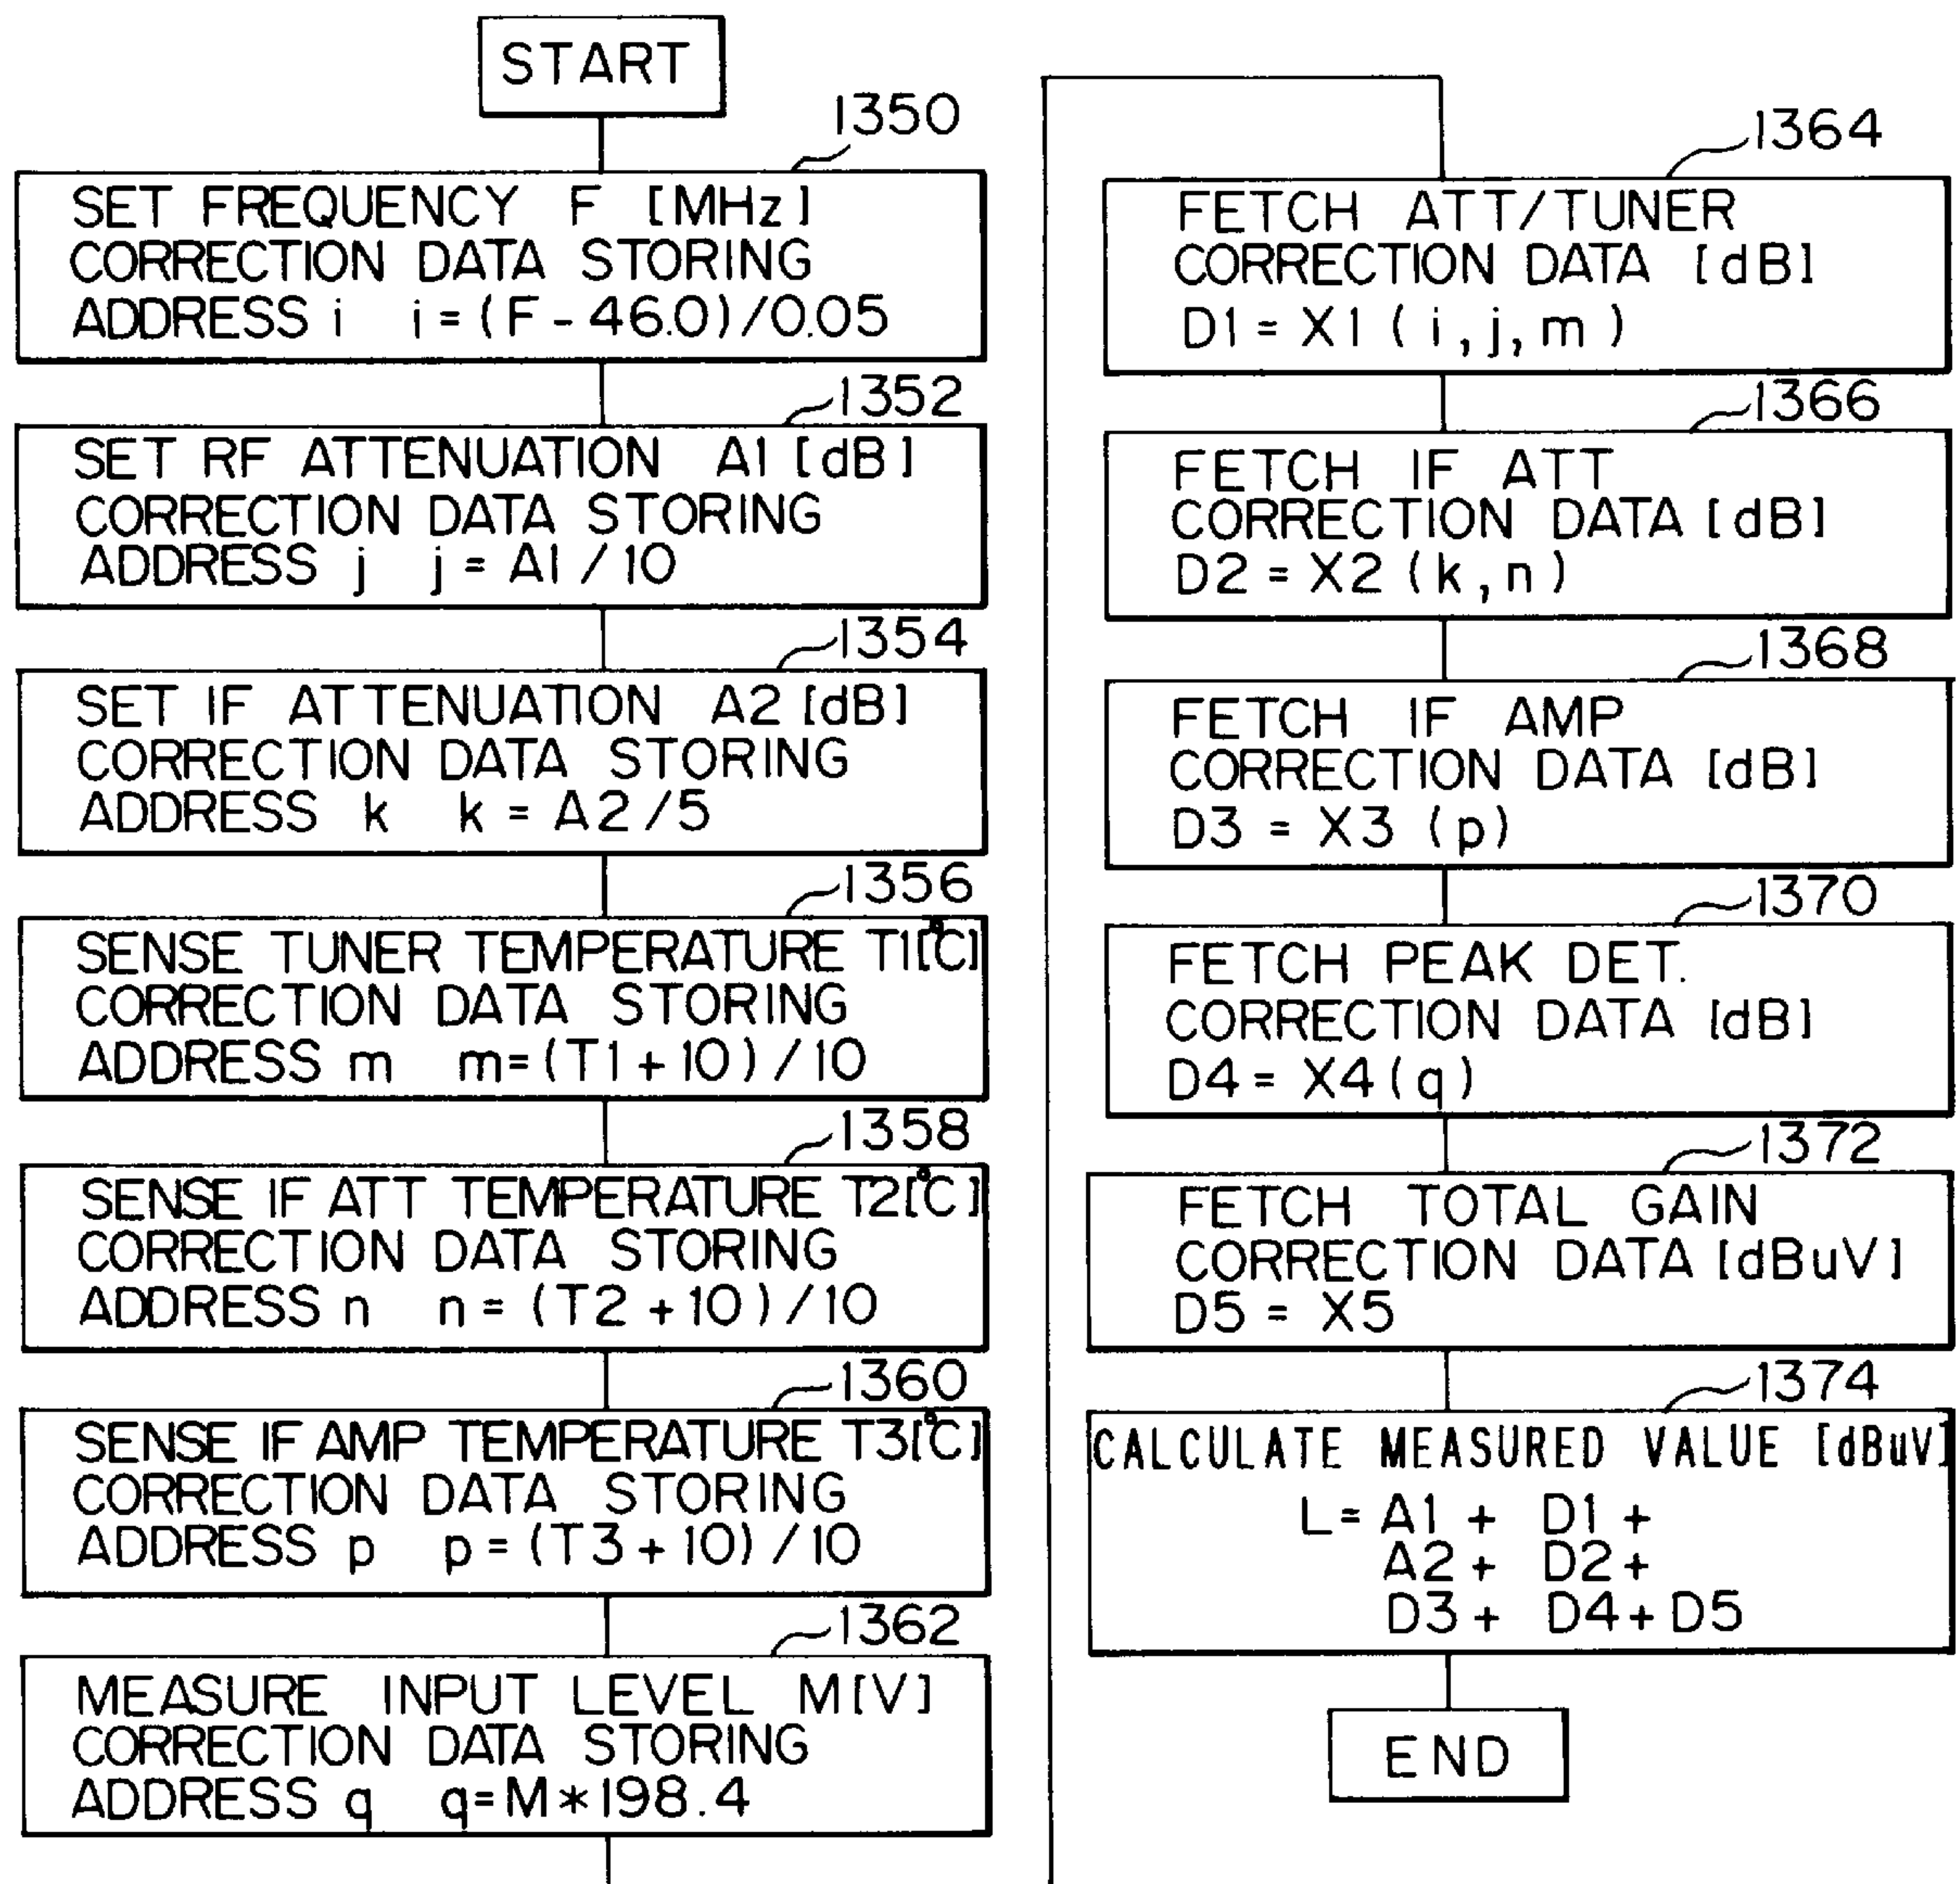 START
1350
SET FREQUENCY F [MHz]
CORRECTION DATA STORING
ADDRESS i i=(F-46.0)/0.05
1352
SET RF ATTENUATION A1 [dB]
CORRECTION DATA STORING
ADDRESS j j=A1/10
1354
SET IF ATTENUATION A2 [dB]
CORRECTION DATA STORING
ADDRESS k k=A2/5
1356
SENSE TUNER TEMPERATURE T1[°C]
CORRECTION DATA STORING
ADDRESS m m=(T1+10)/10
1358
SENSE IF ATT TEMPERATURE T2[°C]
CORRECTION DATA STORING
ADDRESS n n=(T2+10)/10
1360
SENSE IF AMP TEMPERATURE T3[°C]
CORRECTION DATA STORING
ADDRESS p p=(T3+10)/10
1362
MEASURE INPUT LEVEL M[V]
CORRECTION DATA STORING
ADDRESS q q=M*198.4
1364
FETCH ATT/TUNER
CORRECTION DATA [dB]
D1=X1(i,j,m)
1366
FETCH IF ATT
CORRECTION DATA [dB]
D2=X2(k,n)
1368
FETCH IF AMP
CORRECTION DATA [dB]
D3=X3(p)
1370
FETCH PEAK DET.
CORRECTION DATA [dB]
D4=X4(q)
1372
FETCH TOTAL GAIN
CORRECTION DATA [dBuV]
D5=X5
1374
CALCULATE MEASURED VALUE [dBuV]
L=A1+ D1+
A2+ D2+
D3+ D4+D5
END